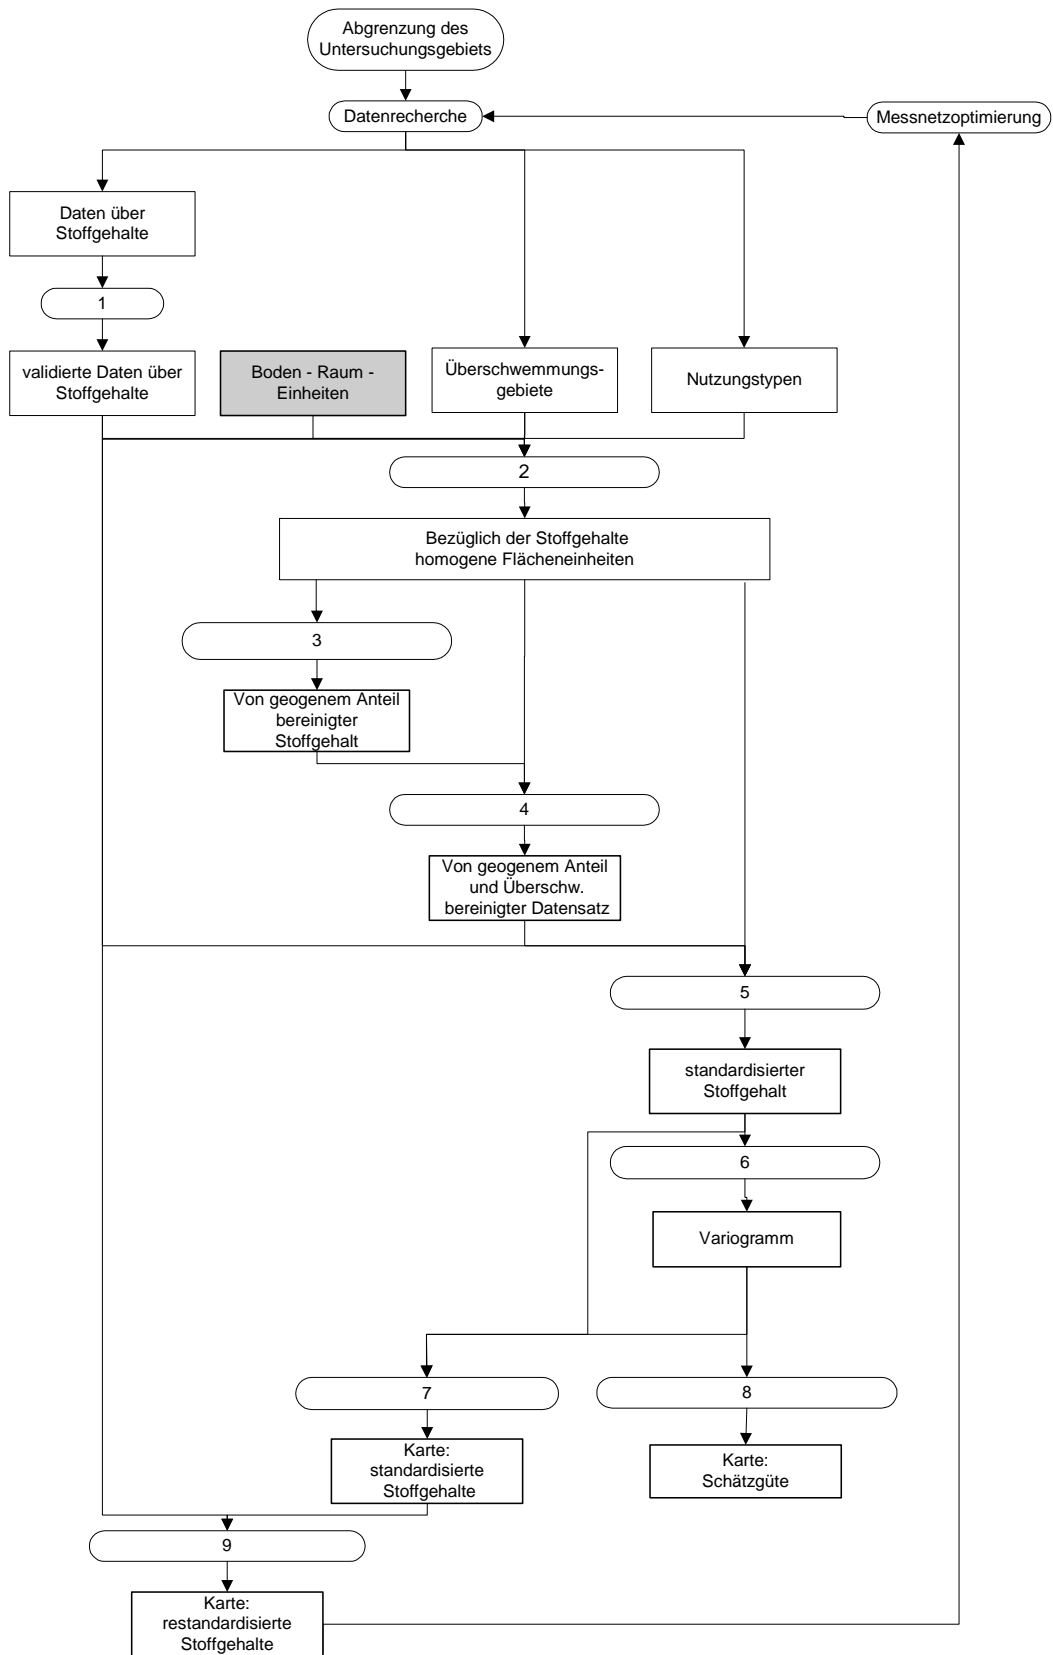 Abgrenzung des
Untersuchungsgebiets
Datenrecherche
Messnetzoptimierung
Daten über
Stoffgehalte
1
validierte Daten über
Stoffgehalte
Boden - Raum -
Einheiten
Überschwemmungs-
gebiete
Nutzungstypen
2
Bezüglich der Stoffgehalte
homogene Flächeneinheiten
3
Von geogenem Anteil
bereinigter
Stoffgehalt
4
Von geogenem Anteil
und Überschw.
bereinigter Datensatz
5
standardisierter
Stoffgehalt
6
Variogramm
7
8
Karte:
standardisierte
Stoffgehalte
Karte:
Schätzgüte
9
Karte:
restandardisierte
Stoffgehalte